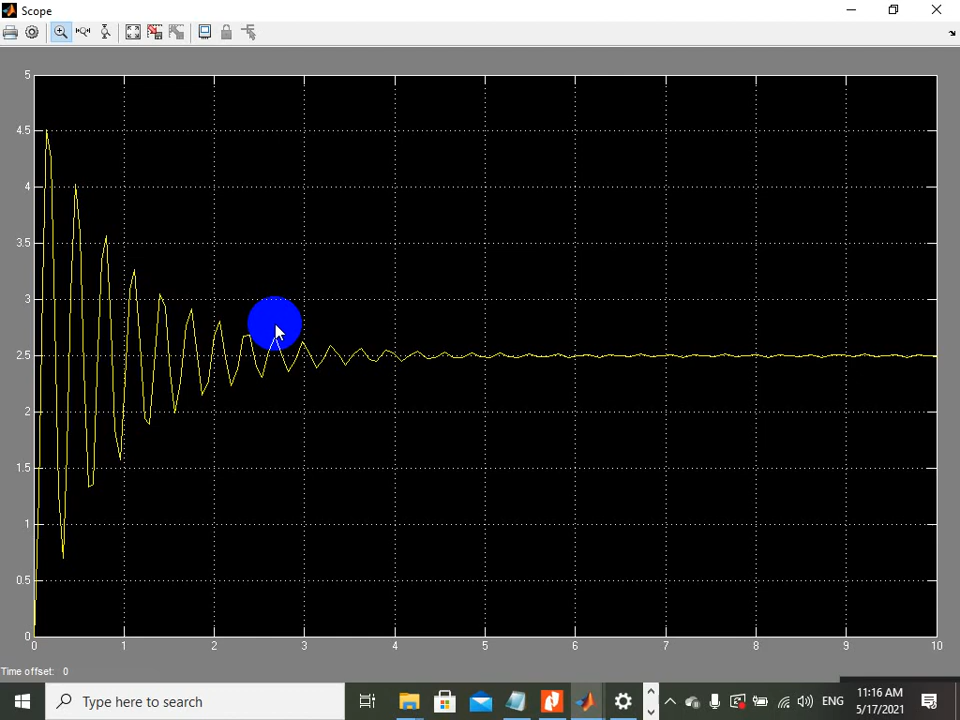 Scope
5
4.5
4
3.5
3
2.5
2
1.5
1
0.5
0
0 1 2 3 4 5 6 7 8 9 10
Time offset: 0
Type here to search
ENG
11:16 AM
5/17/2021